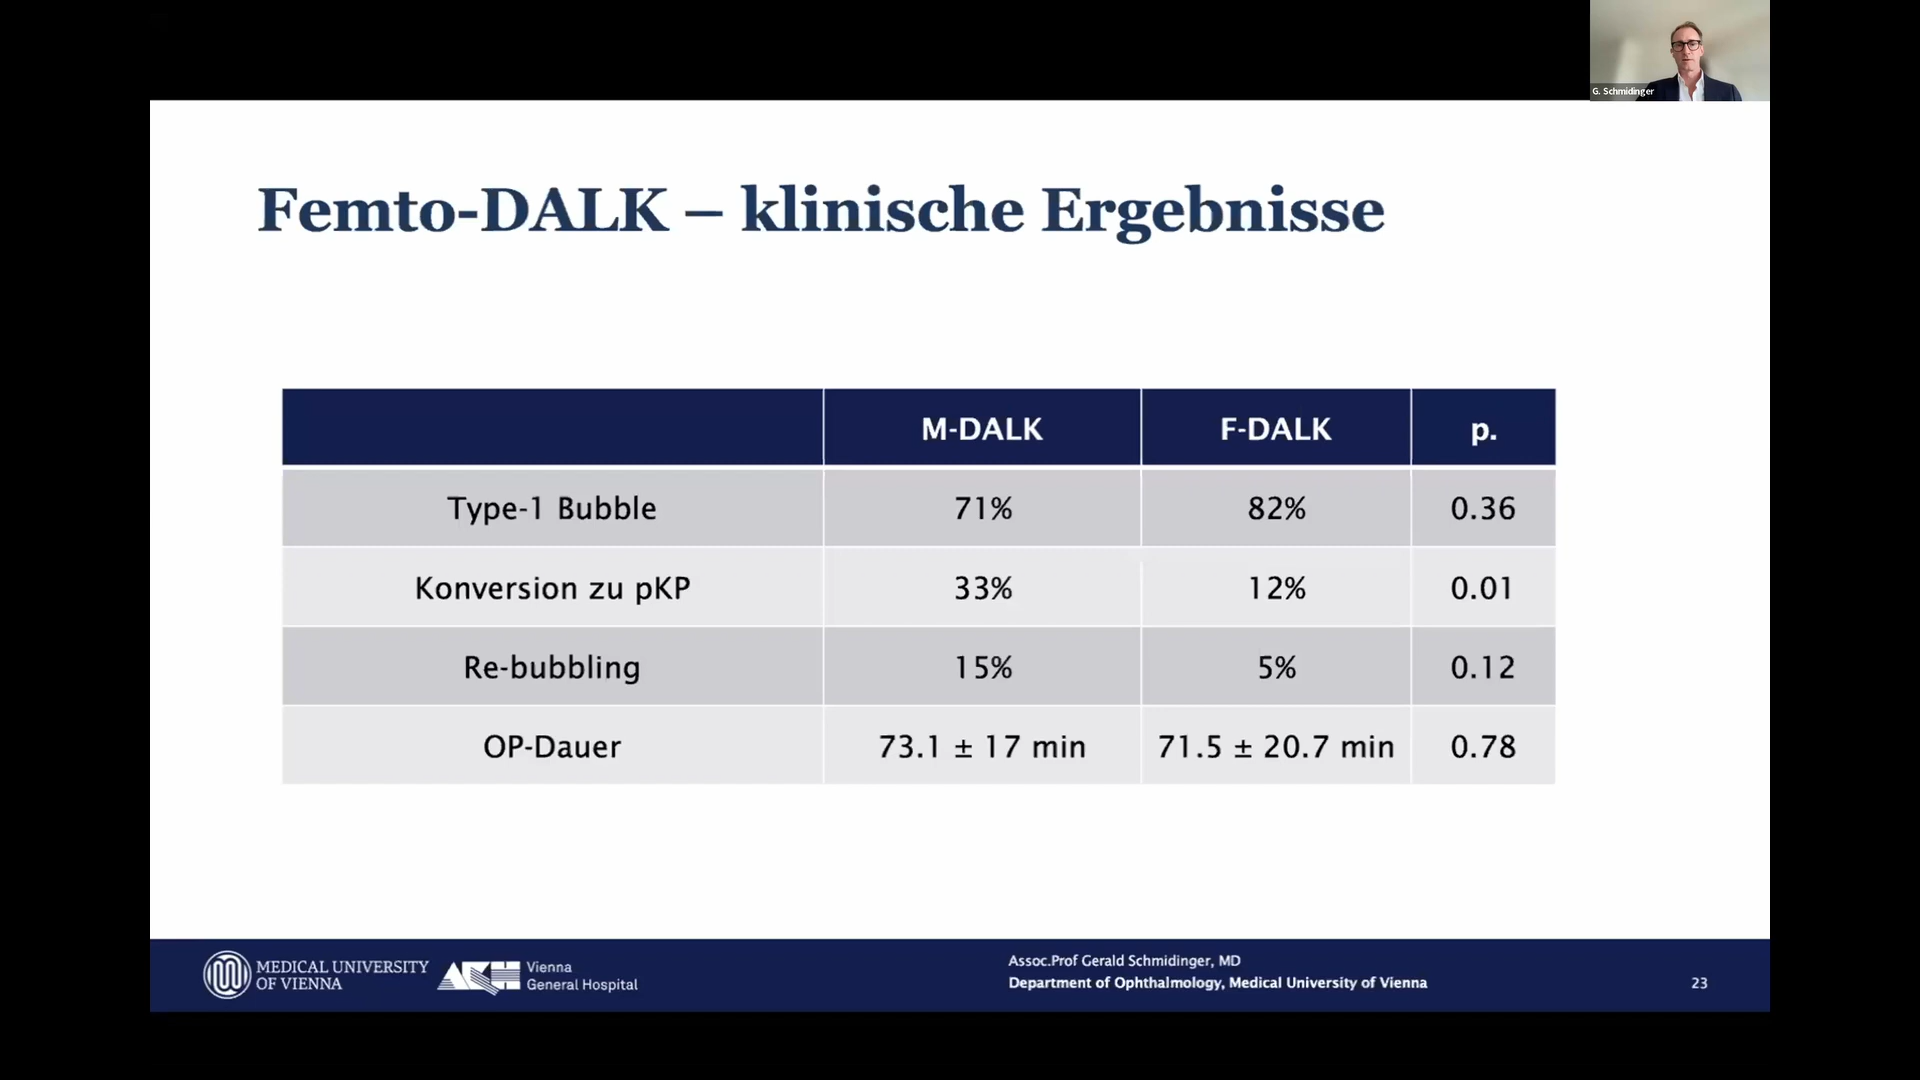 G. Schmidinger
Femto-DALK – klinische Ergebnisse
M-DALK F-DALK p.
Type-1 Bubble 71% 82% 0.36
Konversion zu pKP 33% 12% 0.01
Re-bubbling 15% 5% 0.12
OP-Dauer 73.1 ± 17 min 71.5 ± 20.7 min 0.78
MEDICAL UNIVERSITY
OF VIENNA
AKH
Vienna
General Hospital
Assoc.Prof Gerald Schmidinger, MD
Department of Ophthalmology, Medical University of Vienna
23